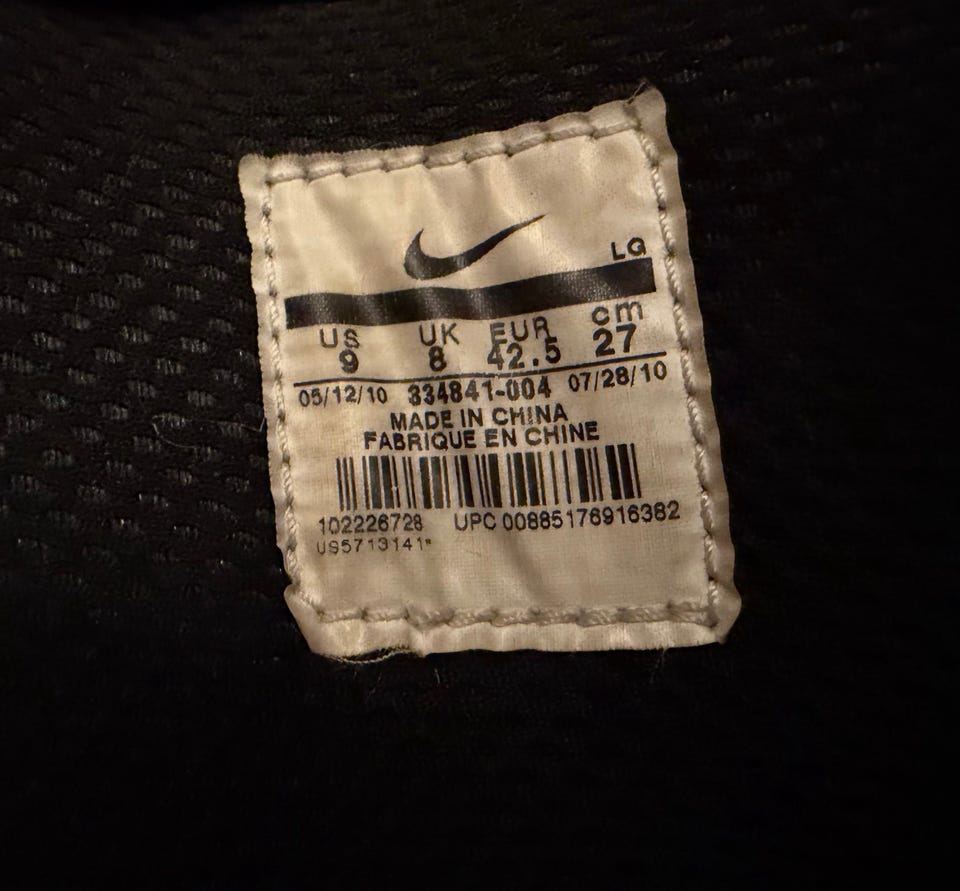 LG
US UK EUR cm
9 8 42.5 27
05/12/10 334841-004 07/28/10
MADE IN CHINA
FABRIQUE EN CHINE
102226728 UPC 00885178916382
US5713141*